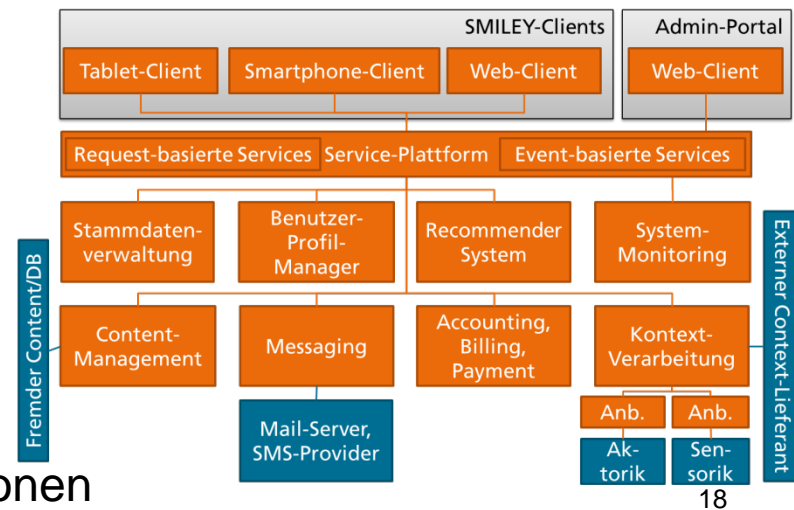 SMILEY-Clients
Admin-Portal
Tablet-Client
Smartphone-Client
Web-Client
Web-Client
Request-basierte Services
Service-Plattform
Event-basierte Services
Stammdaten-
verwaltung
Benutzer-
Profil-
Manager
Recommender
System
System-
Monitoring
Fremder Content/DB
Externer Context-Lieferant
Content-
Management
Messaging
Accounting,
Billing,
Payment
Kontext-
Verarbeitung
Mail-Server,
SMS-Provider
Anb.
Anb.
Ak-
torik
Sen-
sorik
onen
18